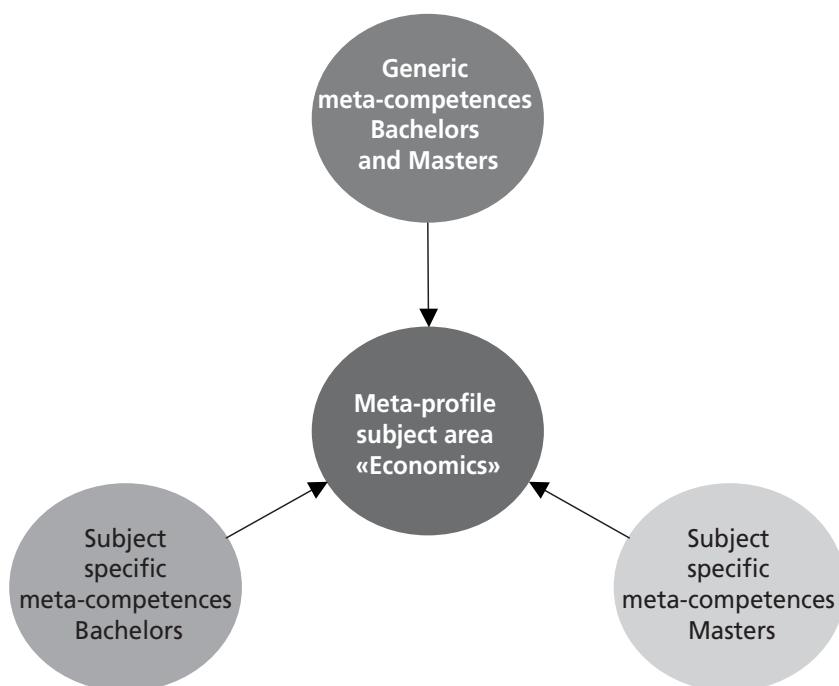 Generic
meta-competences
Bachelors
and Masters
Meta-profile
subject area
«Economics»
Subject
specific
meta-competences
Bachelors
Subject
specific
meta-competences
Masters